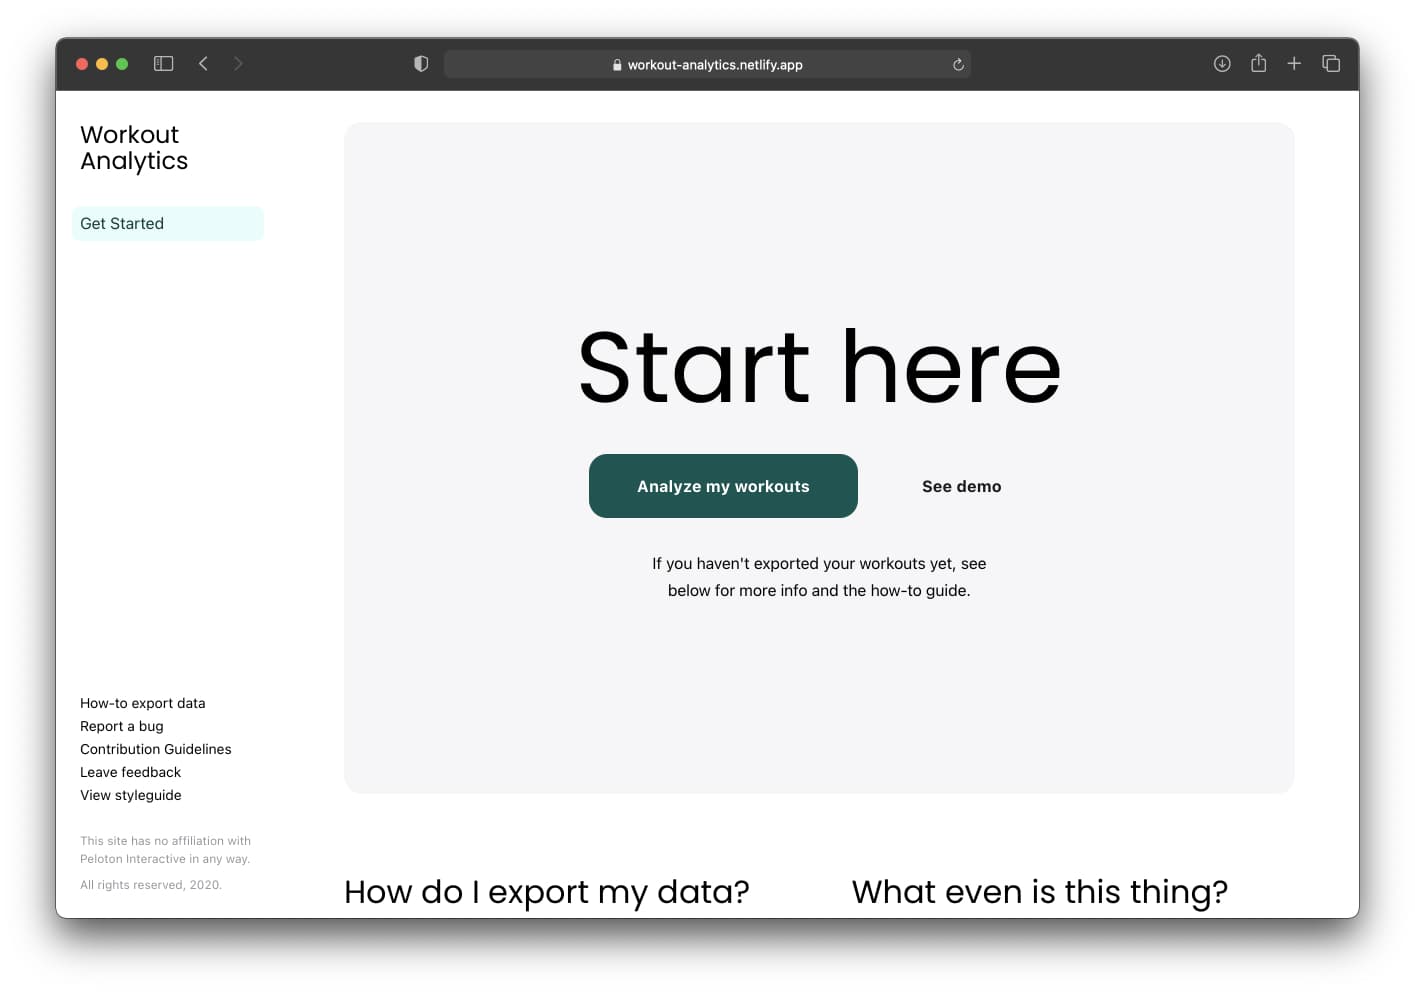 workout-analytics.netlify.app
Workout
Analytics
Get Started
Start here
Analyze my workouts
See demo
If you haven't exported your workouts yet, see
below for more info and the how-to guide.
How-to export data
Report a bug
Contribution Guidelines
Leave feedback
View styleguide
This site has no affiliation with
Peloton Interactive in any way.
All rights reserved, 2020.
How do I export my data?
What even is this thing?